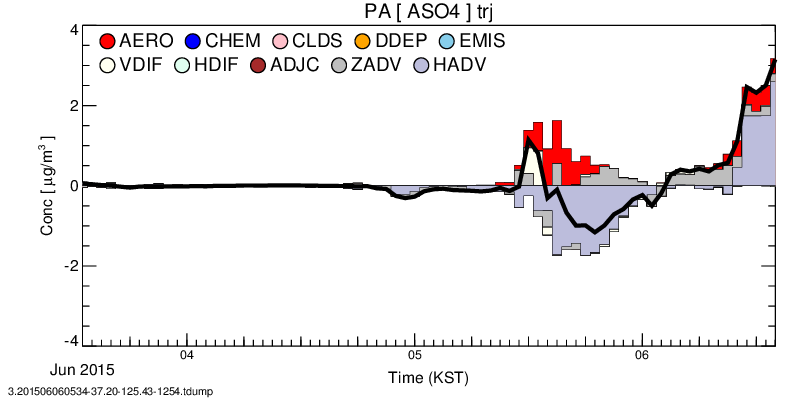 PA [ ASO4 ] trj
4
AERO CHEM CLDS DDEP EMIS
VDIF HDIF ADJC ZADV HADV
2
Conc [ µg/m³ ]
0
-2
-4
04 05 06
Jun 2015
Time (KST)
3.201506060534-37.20-125.43-1254.tdump